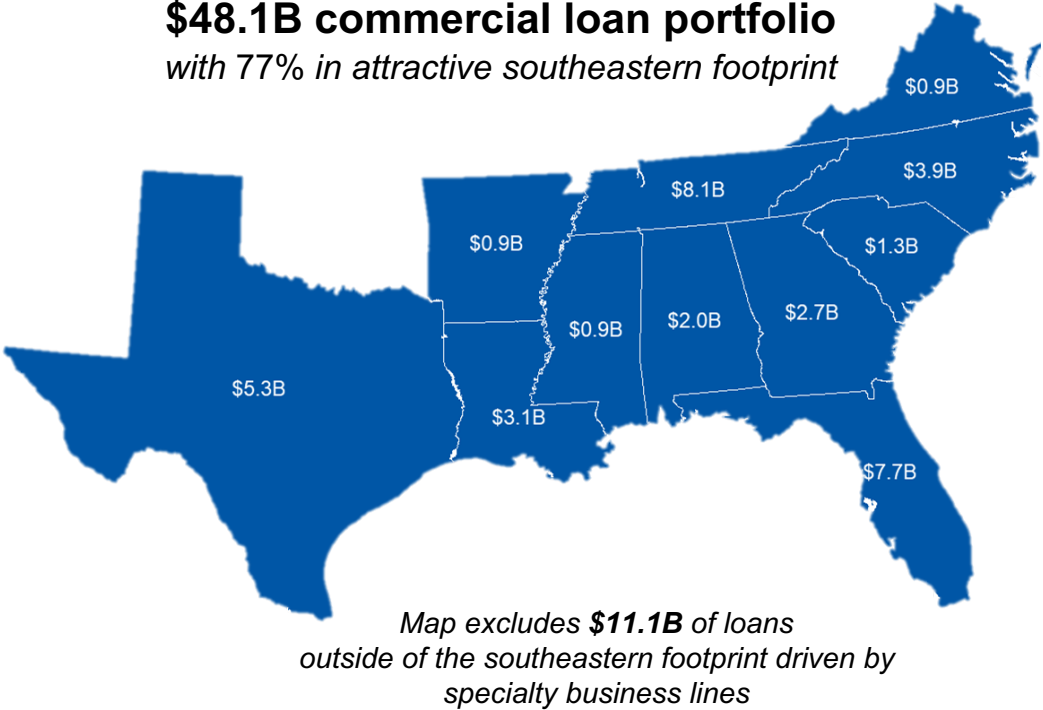 $48.1B commercial loan portfolio
with 77% in attractive southeastern footprint
$0.9B
$3.9B
$8.1B
$0.9B
$1.3B
$0.9B
$2.0B
$2.7B
$5.3B
$3.1B
$7.7B
Map excludes $11.1B of loans
outside of the southeastern footprint driven by
specialty business lines